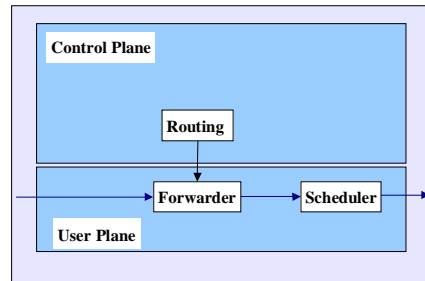 Control Plane
Routing
Forwarder
Scheduler
User Plane